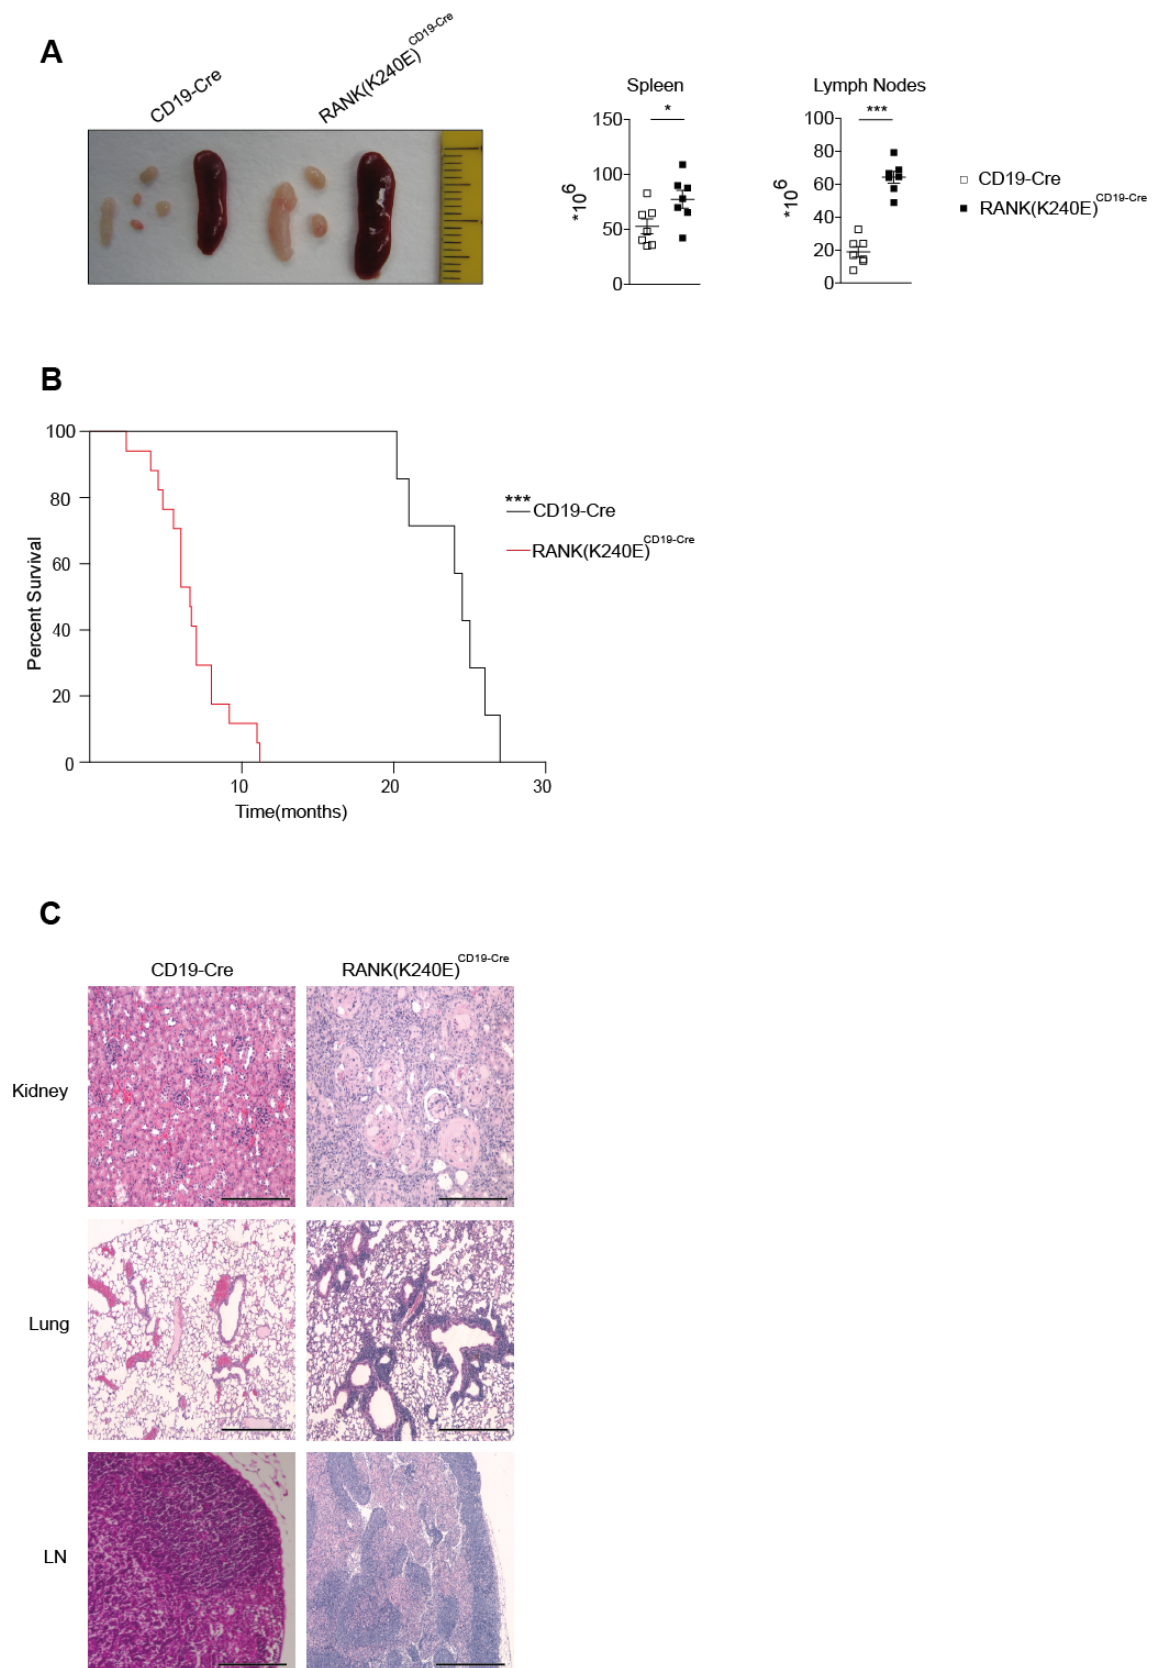 A
CD19-Cre
RANK(K240E)CD19-Cre
Spleen
*
150
100
50
0
*10^6
Lymph Nodes
***
100
80
60
40
20
0
*10^6
CD19-Cre
RANK(K240E)CD19-Cre
B
100
80
60
40
20
0
Percent Survival
10
20
30
Time(months)
***
CD19-Cre
RANK(K240E)CD19-Cre
C
CD19-Cre
RANK(K240E)CD19-Cre
Kidney
Lung
LN